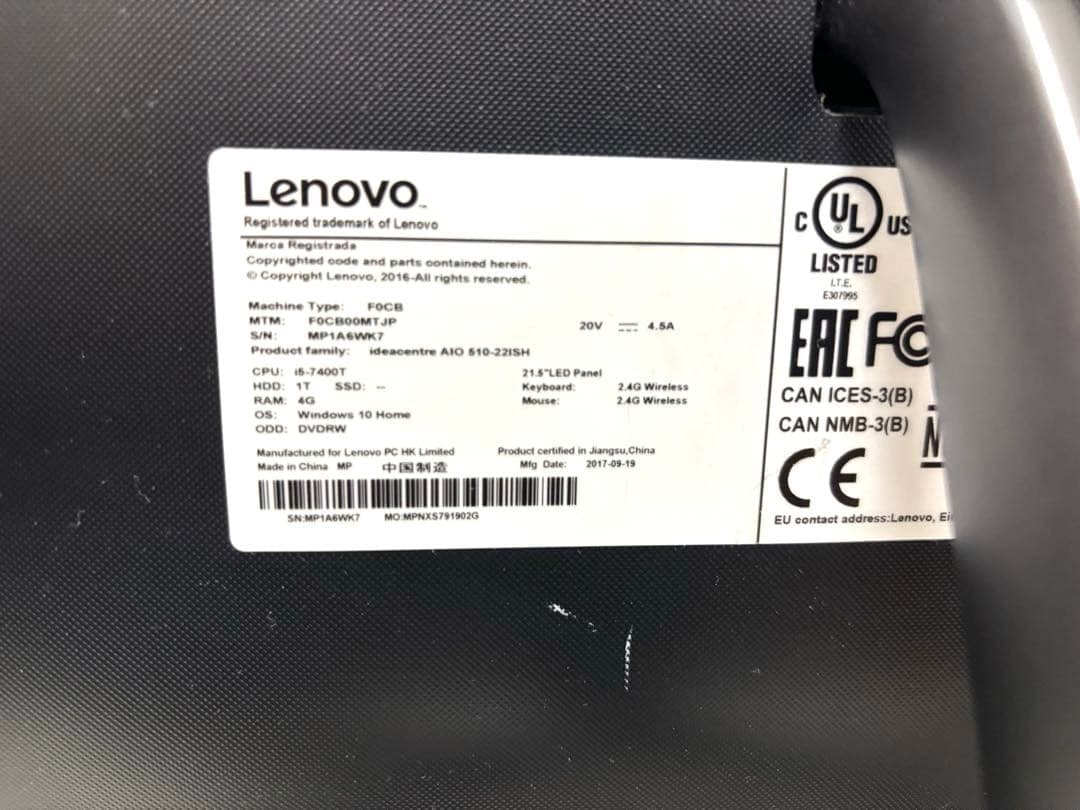 Lenovo™
Registered trademark of Lenovo
Marca Registrada
Copyrighted code and parts contained herein.
© Copyright Lenovo, 2016-All rights reserved.
Machine Type: F0CB
MTM: F0CB00MTJP
S/N: MP1A6WK7
Product family: ideacentre AIO 510-22ISH
20V 4.5A
CPU: i5-7400T
HDD: 1T SSD: --
RAM: 4G
OS: Windows 10 Home
ODD: DVDRW
21.5"LED Panel
Keyboard: 2.4G Wireless
Mouse: 2.4G Wireless
Manufactured for Lenovo PC HK Limited
Made in China MP 中国制造
Product certified in Jiangsu,China
Mfg Date: 2017-09-19
SN:MP1A6WK7 MO:MPNXS791902G
C UL® US
LISTED
I.T.E.
E307995
EAC FC
CAN ICES-3(B)
CAN NMB-3(B)
N
CE
EU contact address:Lenovo,